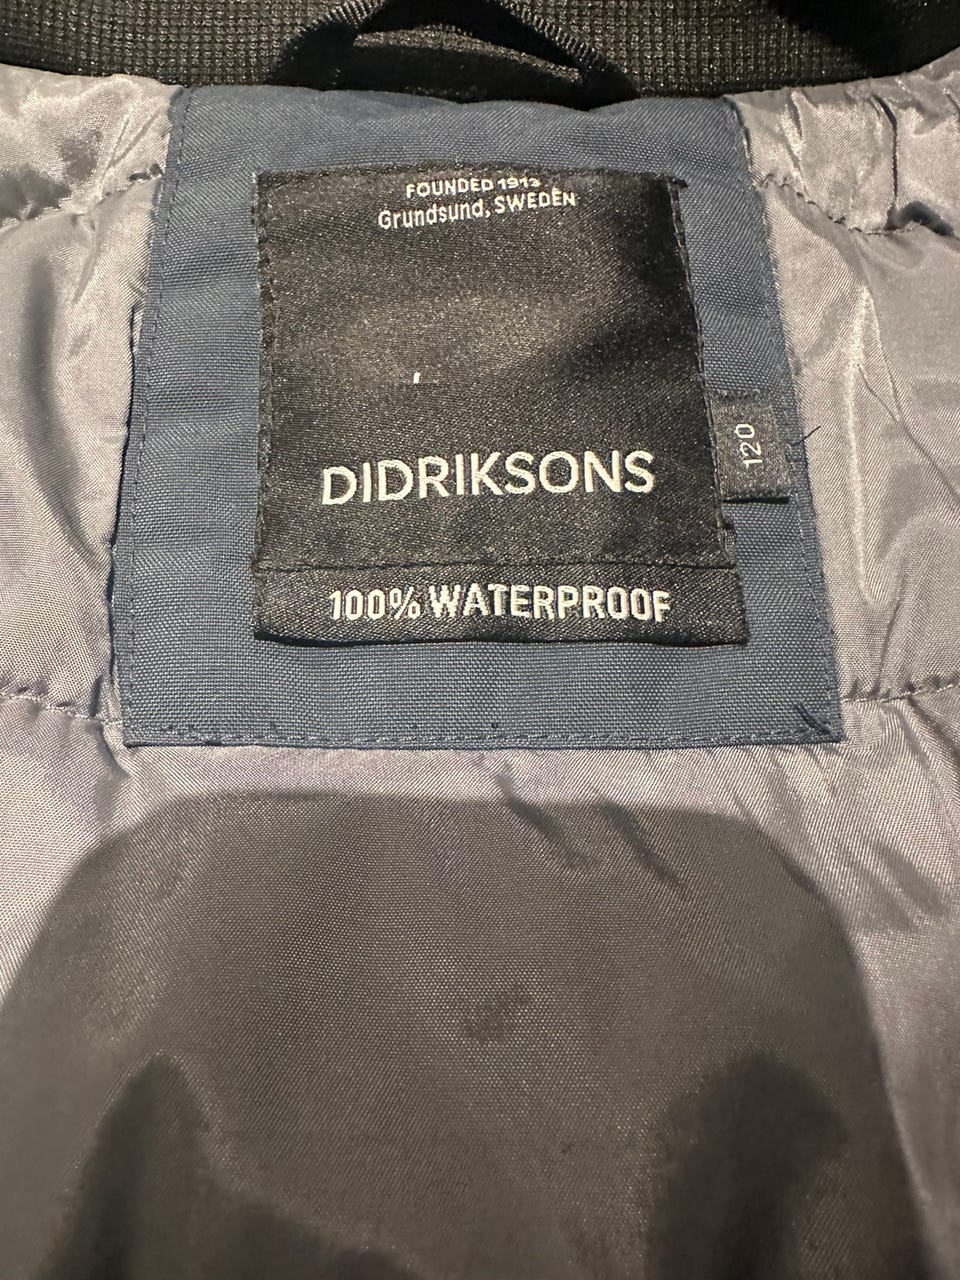 FOUNDED 1913
Grundsund, SWEDEN
DIDRIKSONS
120
100% WATERPROOF